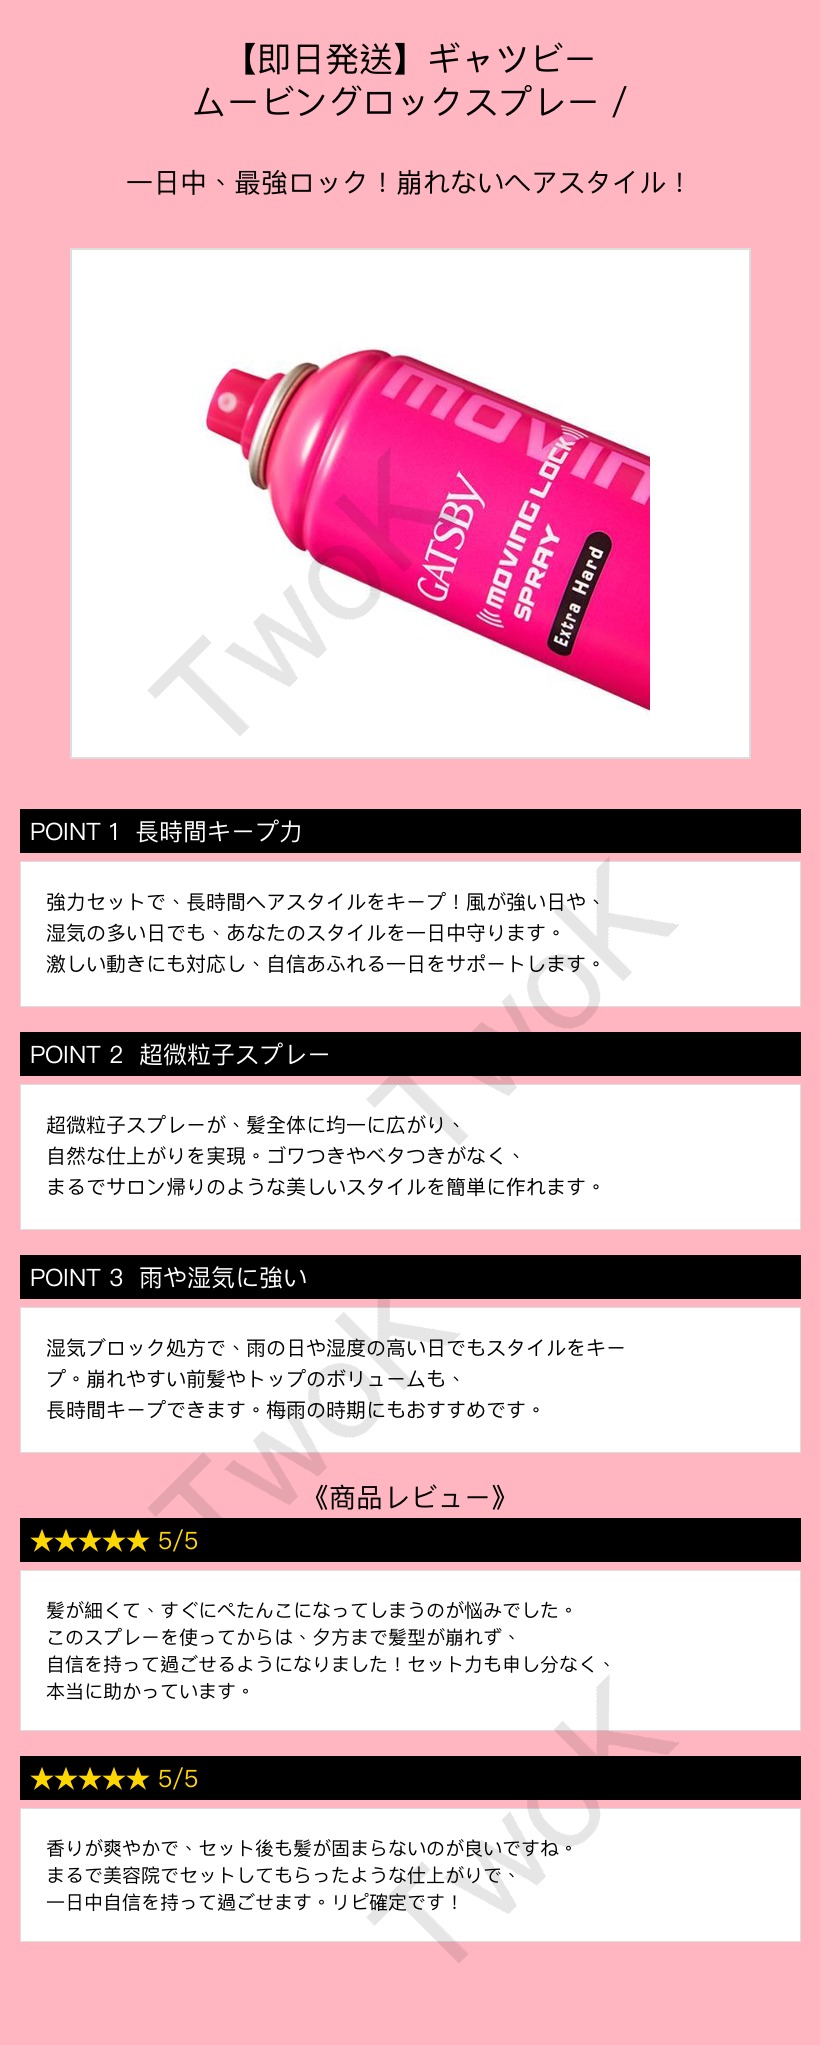 【即日発送】ギャツビー
ムービングロックスプレー /
一日中、最強ロック！崩れないヘアスタイル！
MOVIN
GATSBY
MOVING LOCK
SPRAY
Extra Hard
TwoK
POINT 1 長時間キープ力
強力セットで、長時間ヘアスタイルをキープ！風が強い日や、
湿気の多い日でも、あなたのスタイルを一日中守ります。
激しい動きにも対応し、自信あふれる一日をサポートします。
TwoK
POINT 2 超微粒子スプレー
超微粒子スプレーが、髪全体に均一に広がり、
自然な仕上がりを実現。ゴワつきやベタつきがなく、
まるでサロン帰りのような美しいスタイルを簡単に作れます。
POINT 3 雨や湿気に強い
湿気ブロック処方で、雨の日や湿度の高い日でもスタイルをキー
プ。崩れやすい前髪やトップのボリュームも、
長時間キープできます。梅雨の時期にもおすすめです。
TwoK
《商品レビュー》
★★★★★ 5/5
髪が細くて、すぐにぺたんこになってしまうのが悩みでした。
このスプレーを使ってからは、夕方まで髪型が崩れず、
自信を持って過ごせるようになりました！セット力も申し分なく、
本当に助かっています。
★★★★★ 5/5
香りが爽やかで、セット後も髪が固まらないのが良いですね。
まるで美容院でセットしてもらったような仕上がりで、
一日中自信を持って過ごせます。リピ確定です！
TwoK